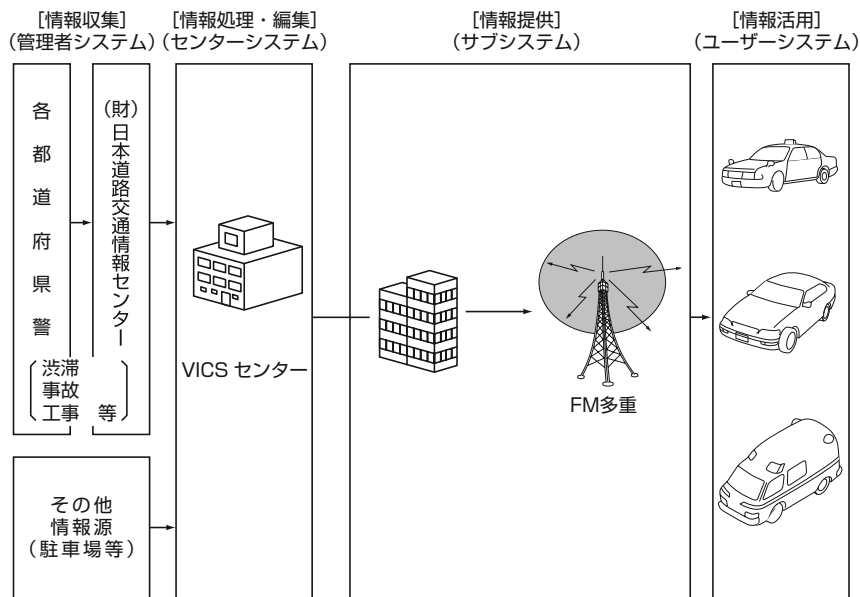 [情報収集]
(管理者システム)
[情報処理・編集]
(センターシステム)
[情報提供]
(サブシステム)
[情報活用]
(ユーザーシステム)
各都道府県警
(財)日本道路交通情報センター
渋滞
事故
工事 等
その他
情報源
(駐車場等)
VICS センター
FM多重